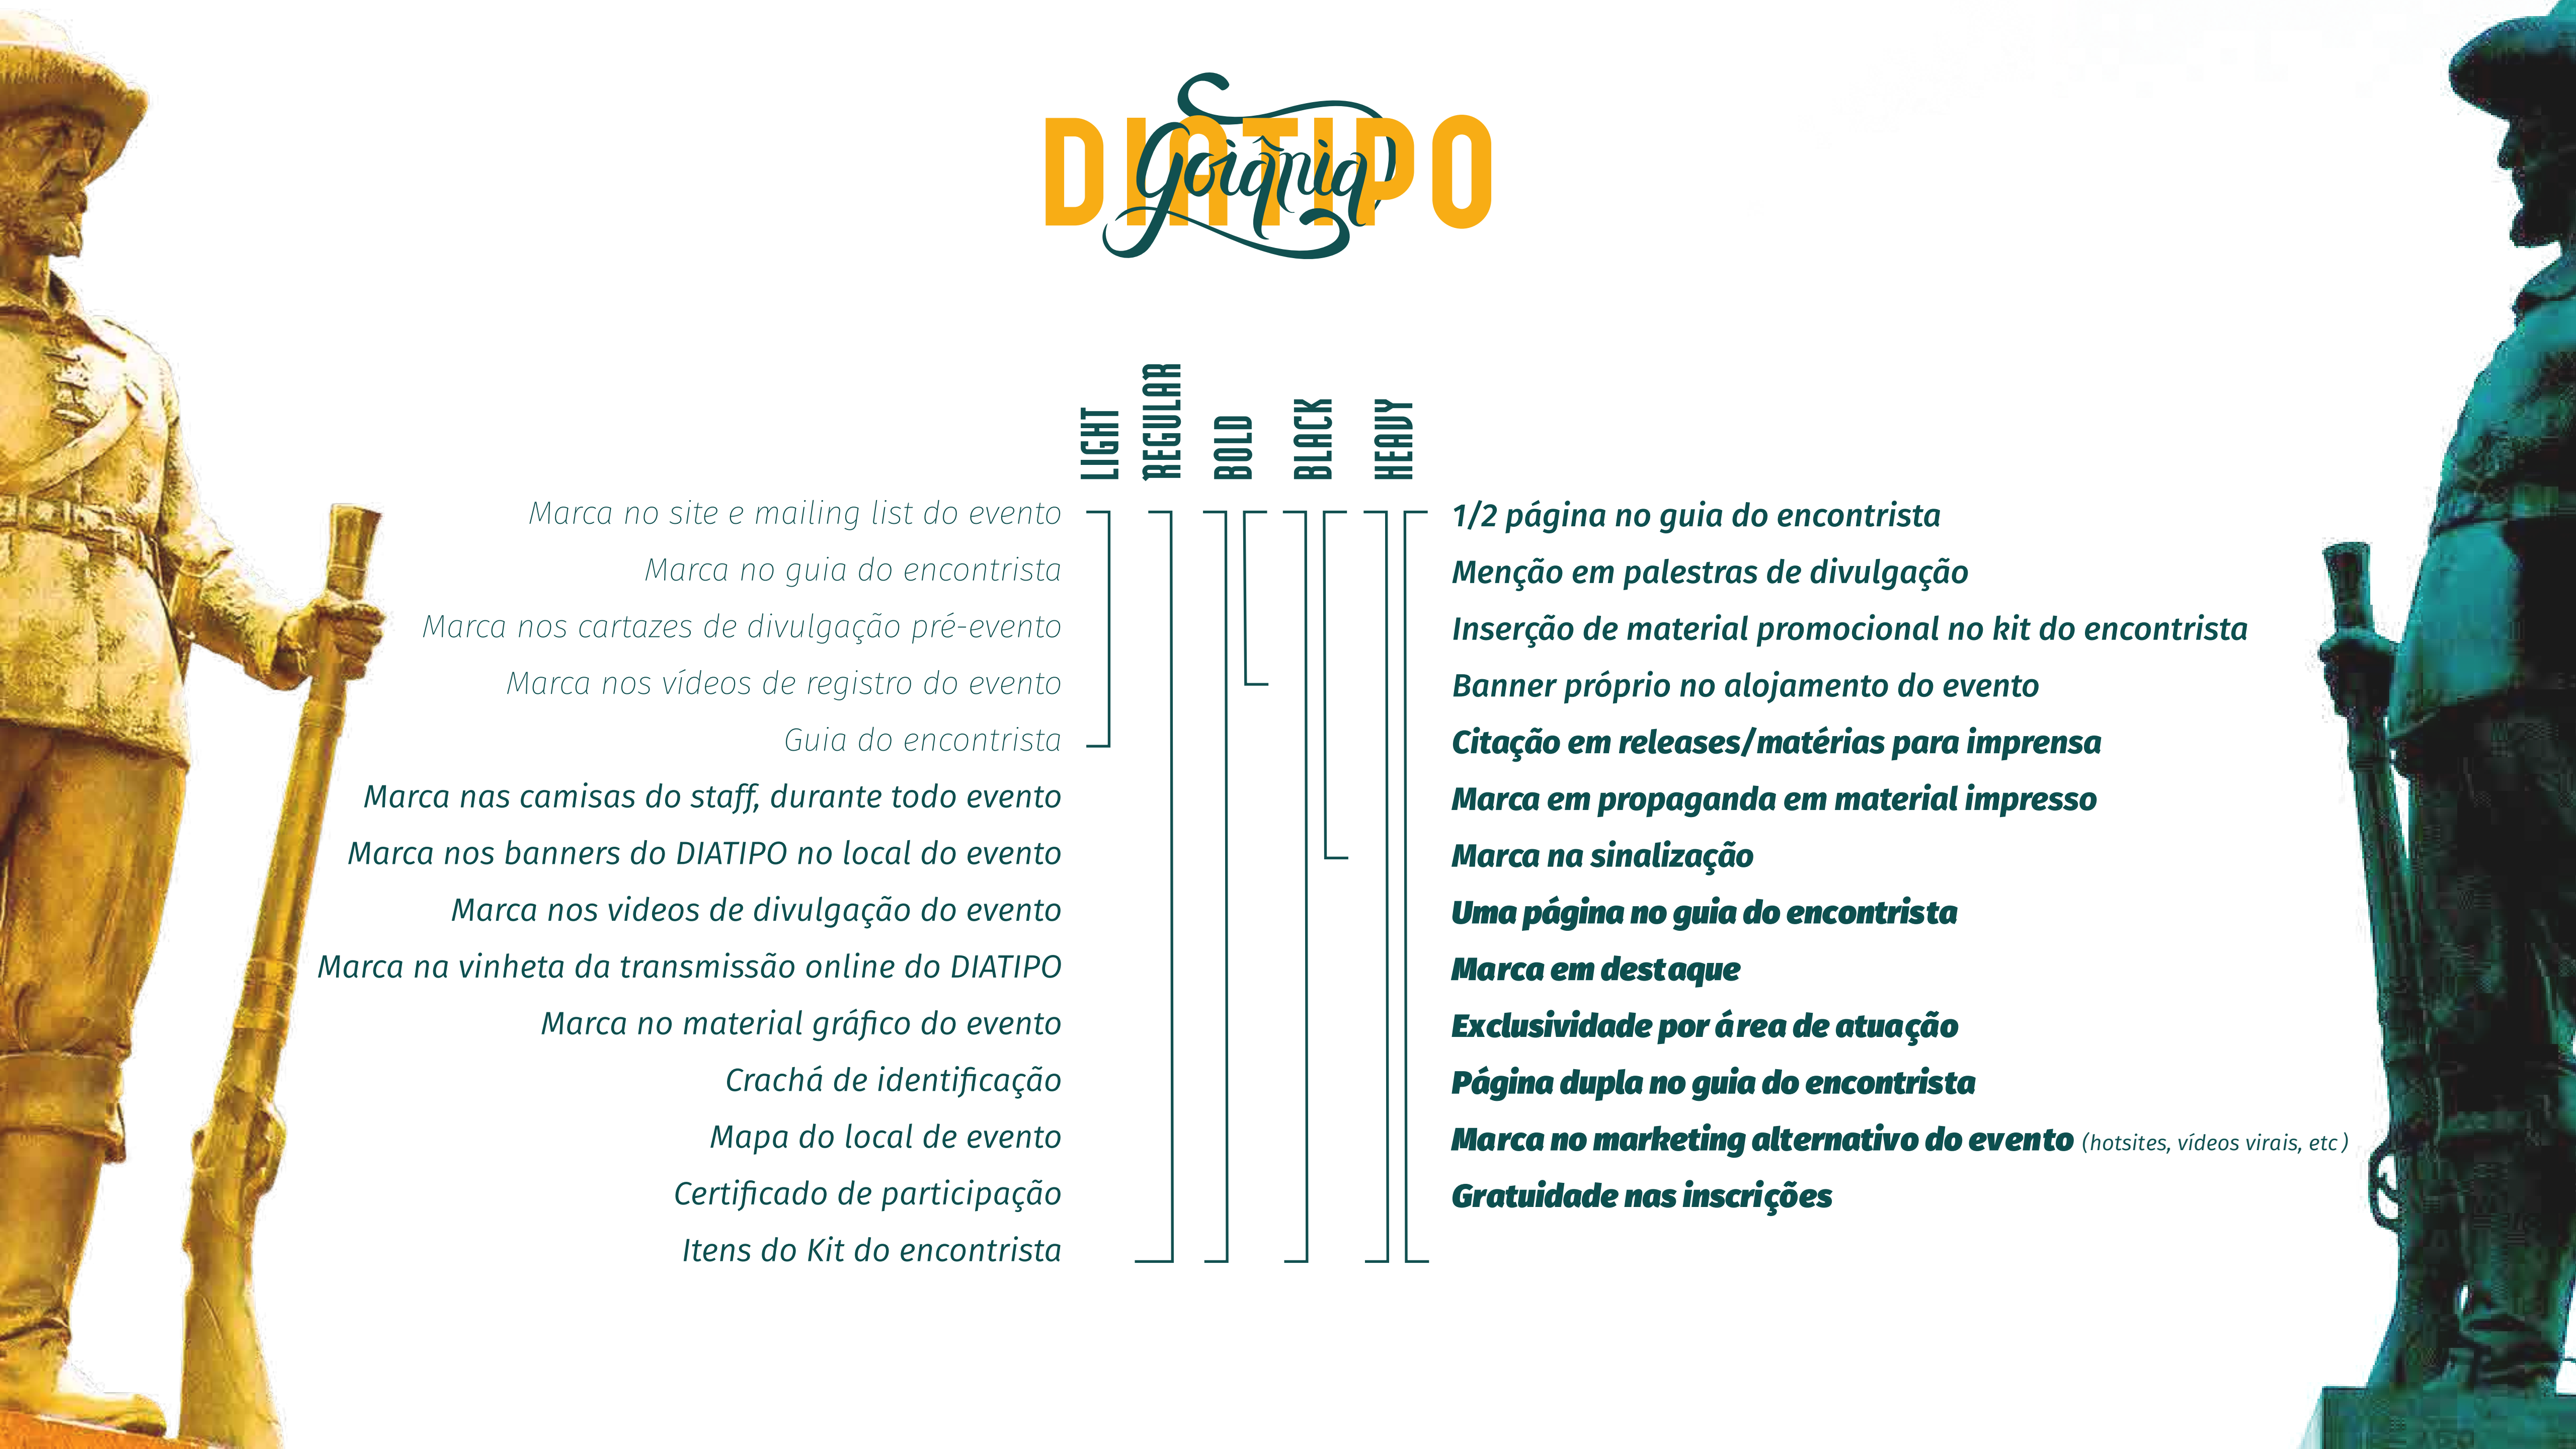 DIATIPO
Goiânia
LIGHT
REGULAR
BOLD
BLACK
HEAVY
Marca no site e mailing list do evento
Marca no guia do encontrista
Marca nos cartazes de divulgação pré-evento
Marca nos vídeos de registro do evento
Guia do encontrista
Marca nas camisas do staff, durante todo evento
Marca nos banners do DIATIPO no local do evento
Marca nos videos de divulgação do evento
Marca na vinheta da transmissão online do DIATIPO
Marca no material gráfico do evento
Crachá de identificação
Mapa do local de evento
Certificado de participação
Itens do Kit do encontrista
1/2 página no guia do encontrista
Menção em palestras de divulgação
Inserção de material promocional no kit do encontrista
Banner próprio no alojamento do evento
Citação em releases/matérias para imprensa
Marca em propaganda em material impresso
Marca na sinalização
Uma página no guia do encontrista
Marca em destaque
Exclusividade por área de atuação
Página dupla no guia do encontrista
Marca no marketing alternativo do evento (hotsites, vídeos virais, etc)
Gratuidade nas inscrições